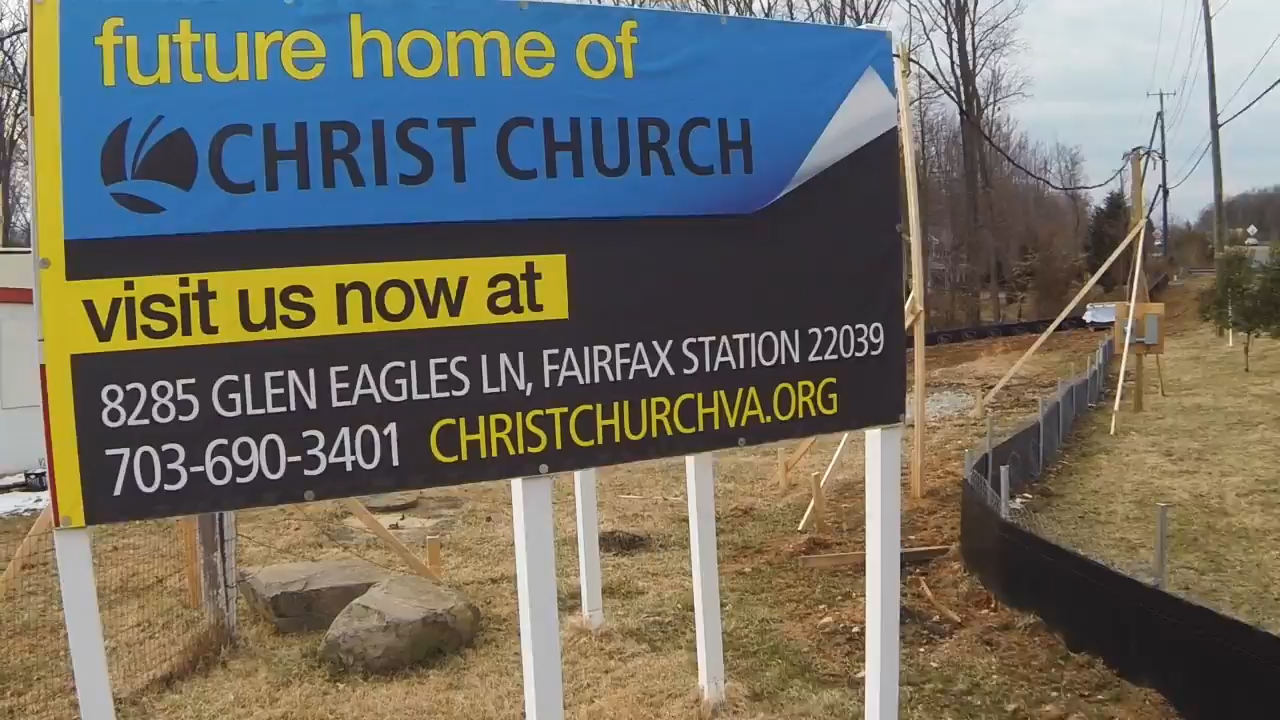 future home of
CHRIST CHURCH
visit us now at
8285 GLEN EAGLES LN, FAIRFAX STATION 22039
703-690-3401 CHRISTCHURCHVA.ORG